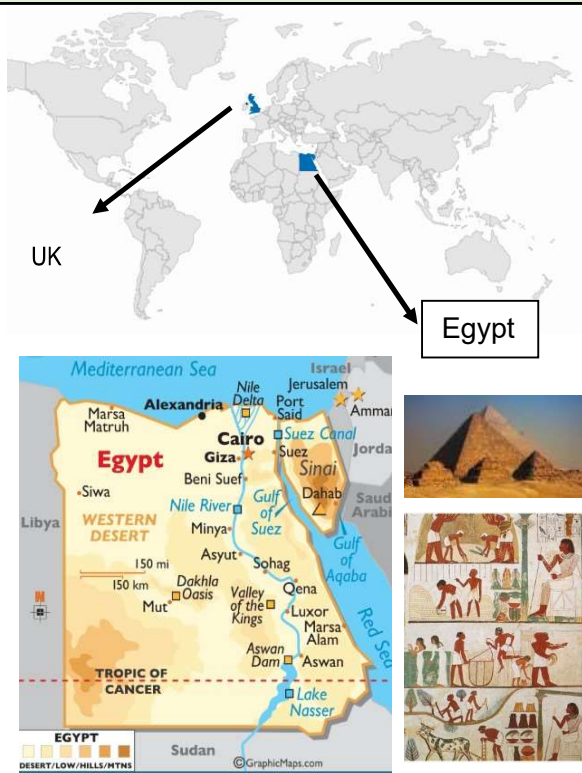 UK
Egypt
Mediterranean Sea
Israel
Jerusalem
Amma
Nile
Delta
Port
Said
Alexandria
Marsa
Matruh
Cairo
Suez Canal
Giza
Suez
Jorda
Egypt
Sinai
Beni Suef
Siwa
Dahab
Saudi
Arabi
Nile River
Gulf
of
Suez
Libya
WESTERN
DESERT
Minya
Gulf
of
Aqaba
Asyut
150 mi
150 km
Sohag
Dakhla
Oasis
Mut
Valley
of the
Kings
Qena
Luxor
Marsa
Alam
Red Sea
N
Aswan
Dam
Aswan
TROPIC OF
CANCER
Lake
Nasser
EGYPT
DESERT/LOW/HILLS/MTNS
Sudan
©GraphicMaps.com